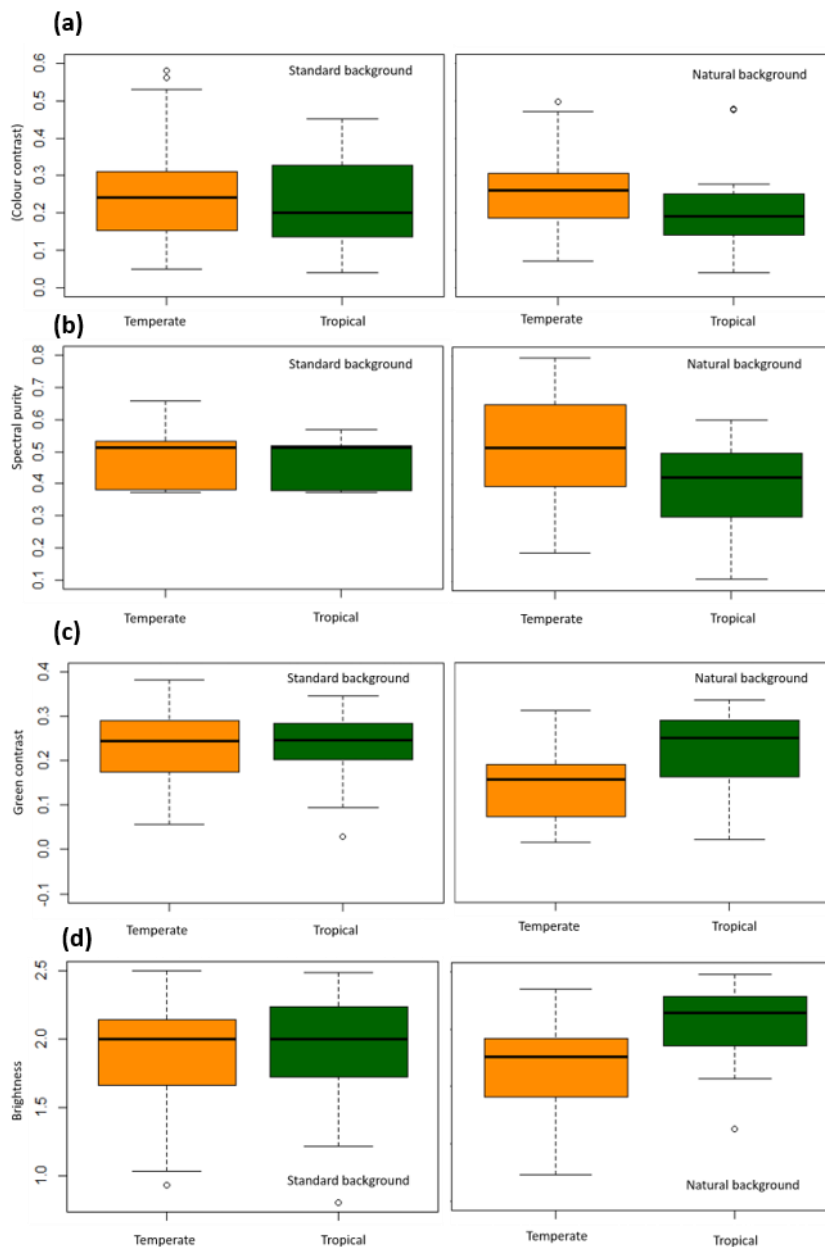 (a)
(Colour contrast)
0.6
0.5
0.4
0.3
0.2
0.1
0.0
Standard background
Natural background
Temperate
Tropical
Temperate
Tropical
(b)
Spectral purity
0.8
0.7
0.6
0.5
0.4
0.3
0.2
0.1
Standard background
Natural background
Temperate
Tropical
Temperate
Tropical
(c)
Green contrast
0.4
0.3
0.2
0.1
0.0
-0.1
Standard background
Natural background
Temperate
Tropical
Temperate
Tropical
(d)
Brightness
2.5
2.0
1.5
1.0
Standard background
Natural background
Temperate
Tropical
Temperate
Tropical